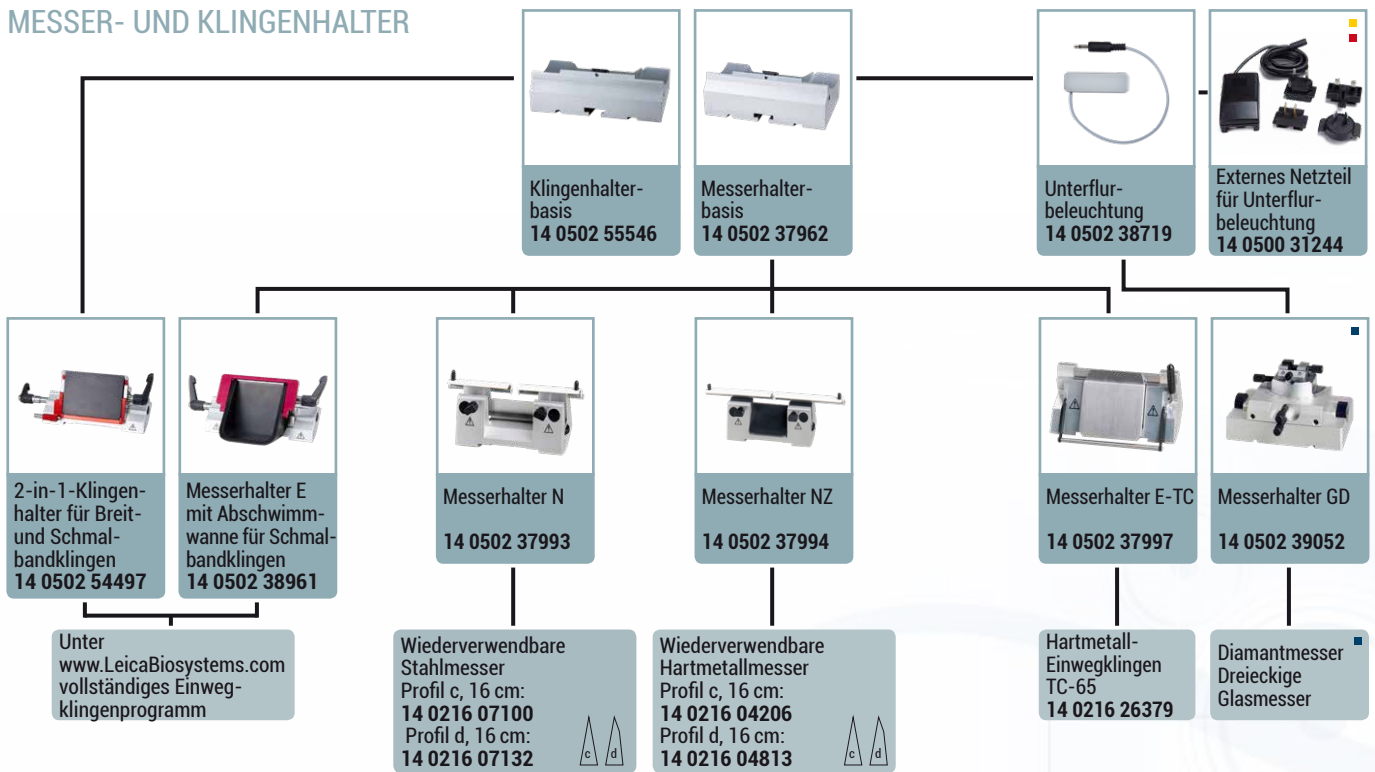 MESSER- UND KLINGENHALTER
Klingenhalter-
basis
14 0502 55546
Messerhalter-
basis
14 0502 37962
Unterflur-
beleuchtung
14 0502 38719
Externes Netzteil
für Unterflur-
beleuchtung
14 0500 31244
2-in-1-Klingen-
halter für Breit-
und Schmal-
bandklingen
14 0502 54497
Messerhalter E
mit Abschwimm-
wanne für Schmal-
bandklingen
14 0502 38961
Messerhalter N
14 0502 37993
Messerhalter NZ
14 0502 37994
Messerhalter E-TC
14 0502 37997
Messerhalter GD
14 0502 39052
Unter
www.LeicaBiosystems.com
vollständiges Einweg-
klingenprogramm
Wiederverwendbare
Stahlmesser
Profil c, 16 cm:
14 0216 07100
Profil d, 16 cm:
14 0216 07132
c d
Wiederverwendbare
Hartmetallmesser
Profil c, 16 cm:
14 0216 04206
Profil d, 16 cm:
14 0216 04813
c d
Hartmetall-
Einwegklingen
TC-65
14 0216 26379
Diamantmesser
Dreieckige
Glasmesser